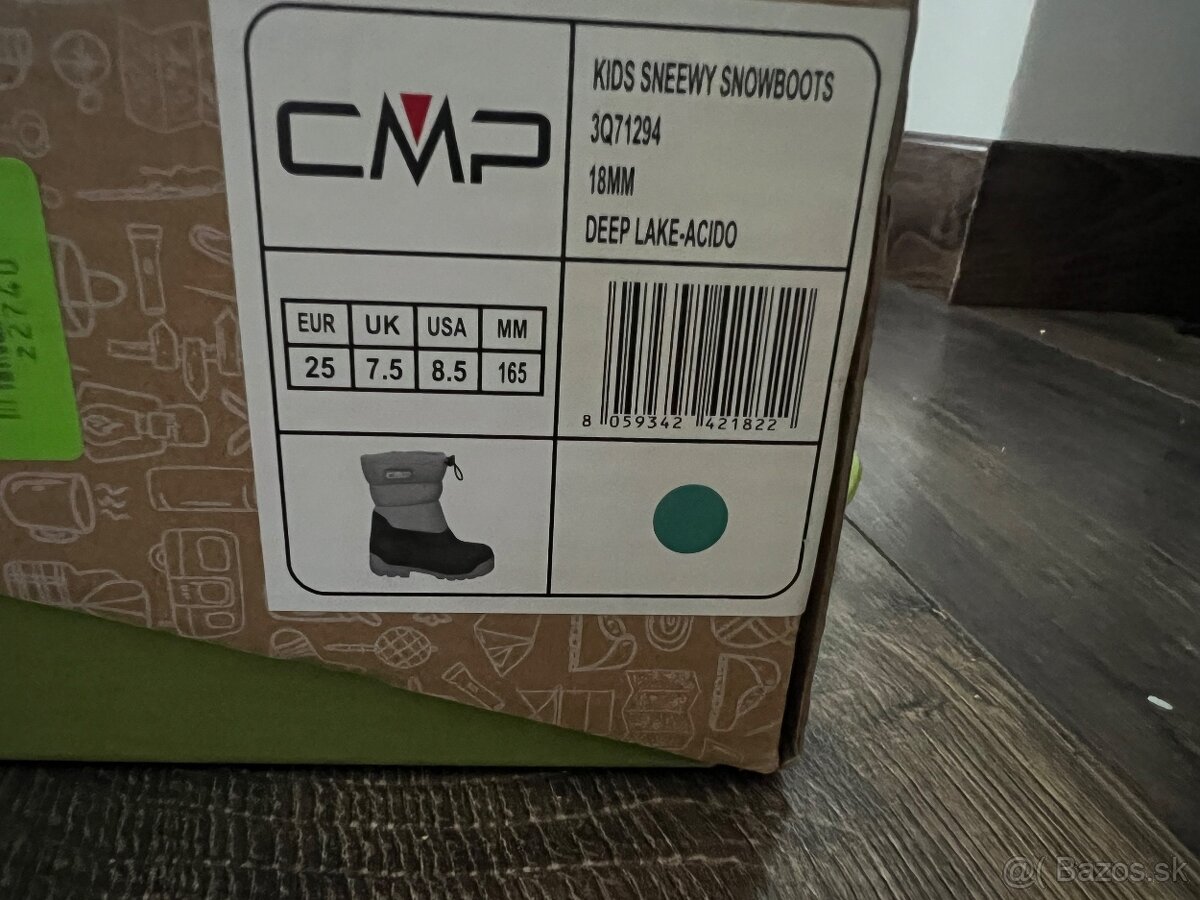 CMP
KIDS SNEEWY SNOWBOOTS
3Q71294
18MM
DEEP LAKE-ACIDO
EUR UK USA MM
25 7.5 8.5 165
8 059342 421822
22740
@( Bazos.sk